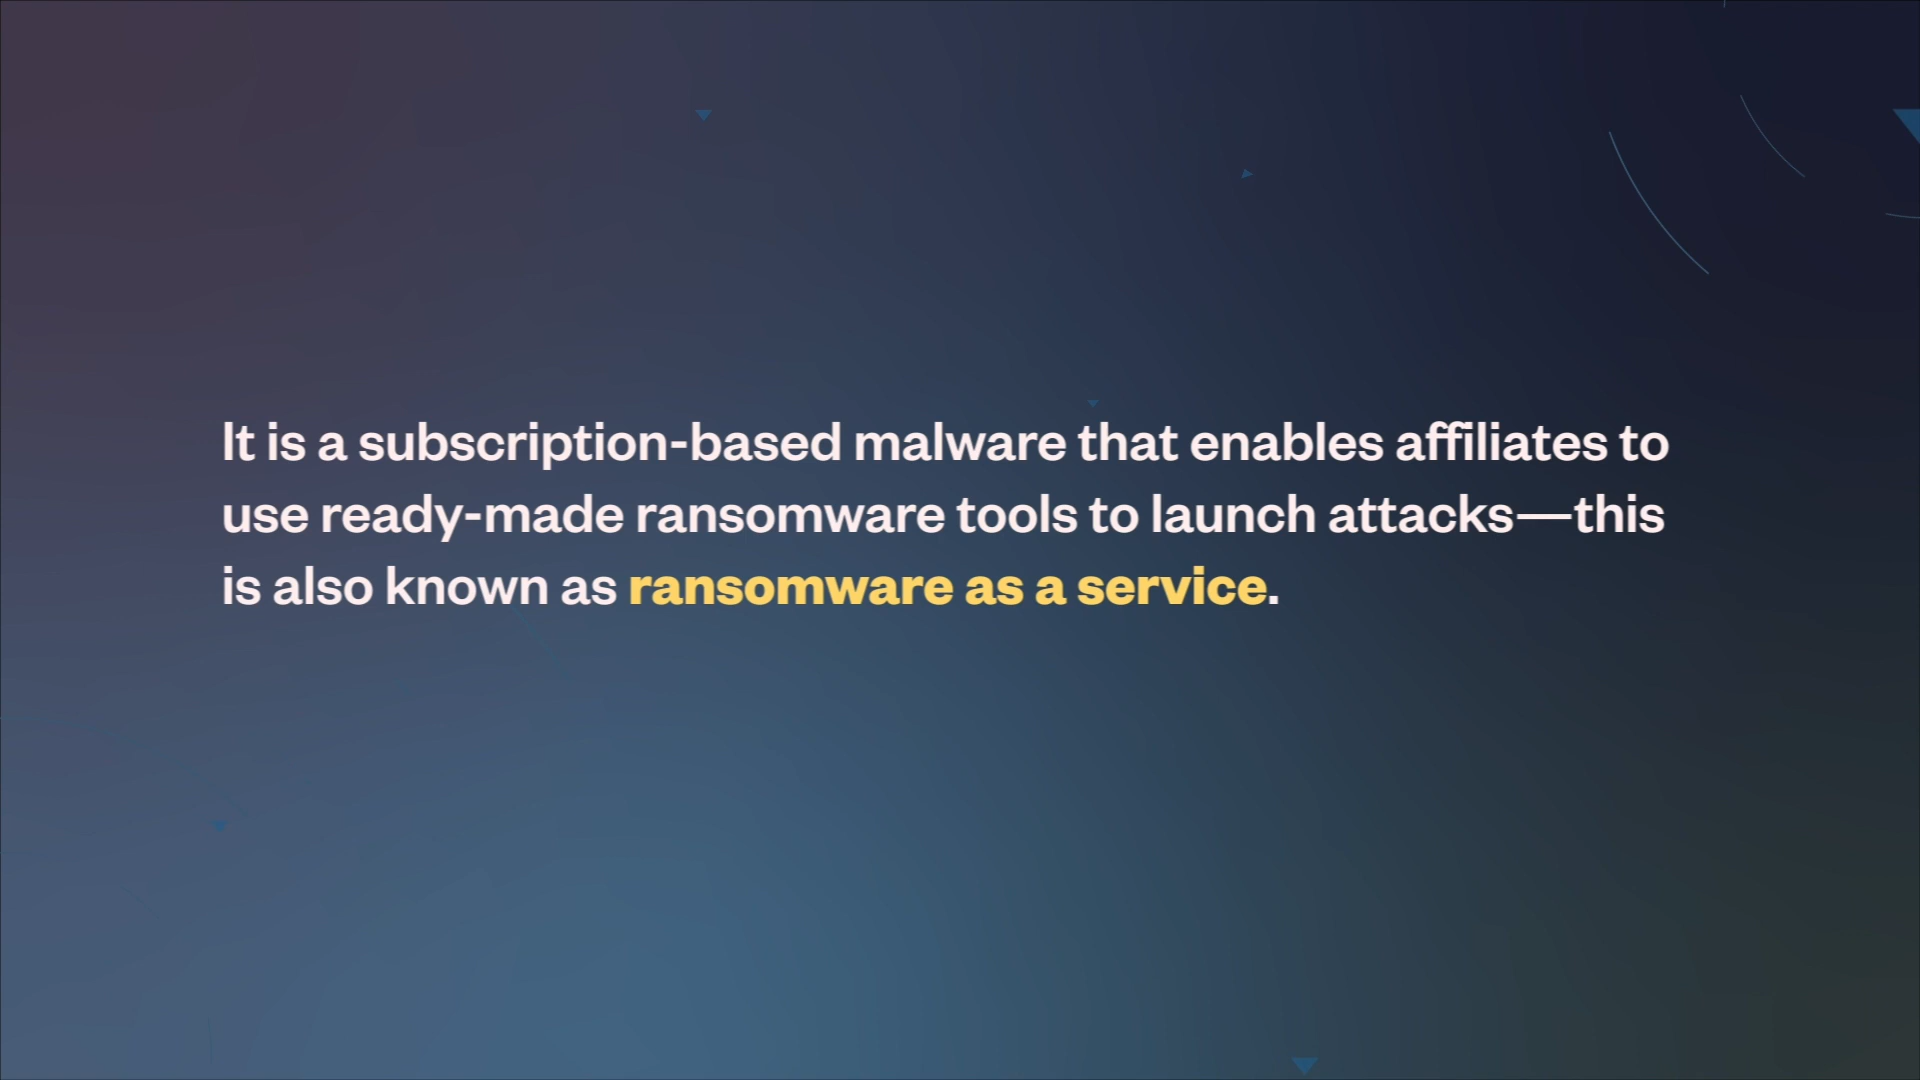 It is a subscription-based malware that enables affiliates to
use ready-made ransomware tools to launch attacks—this
is also known as ransomware as a service.